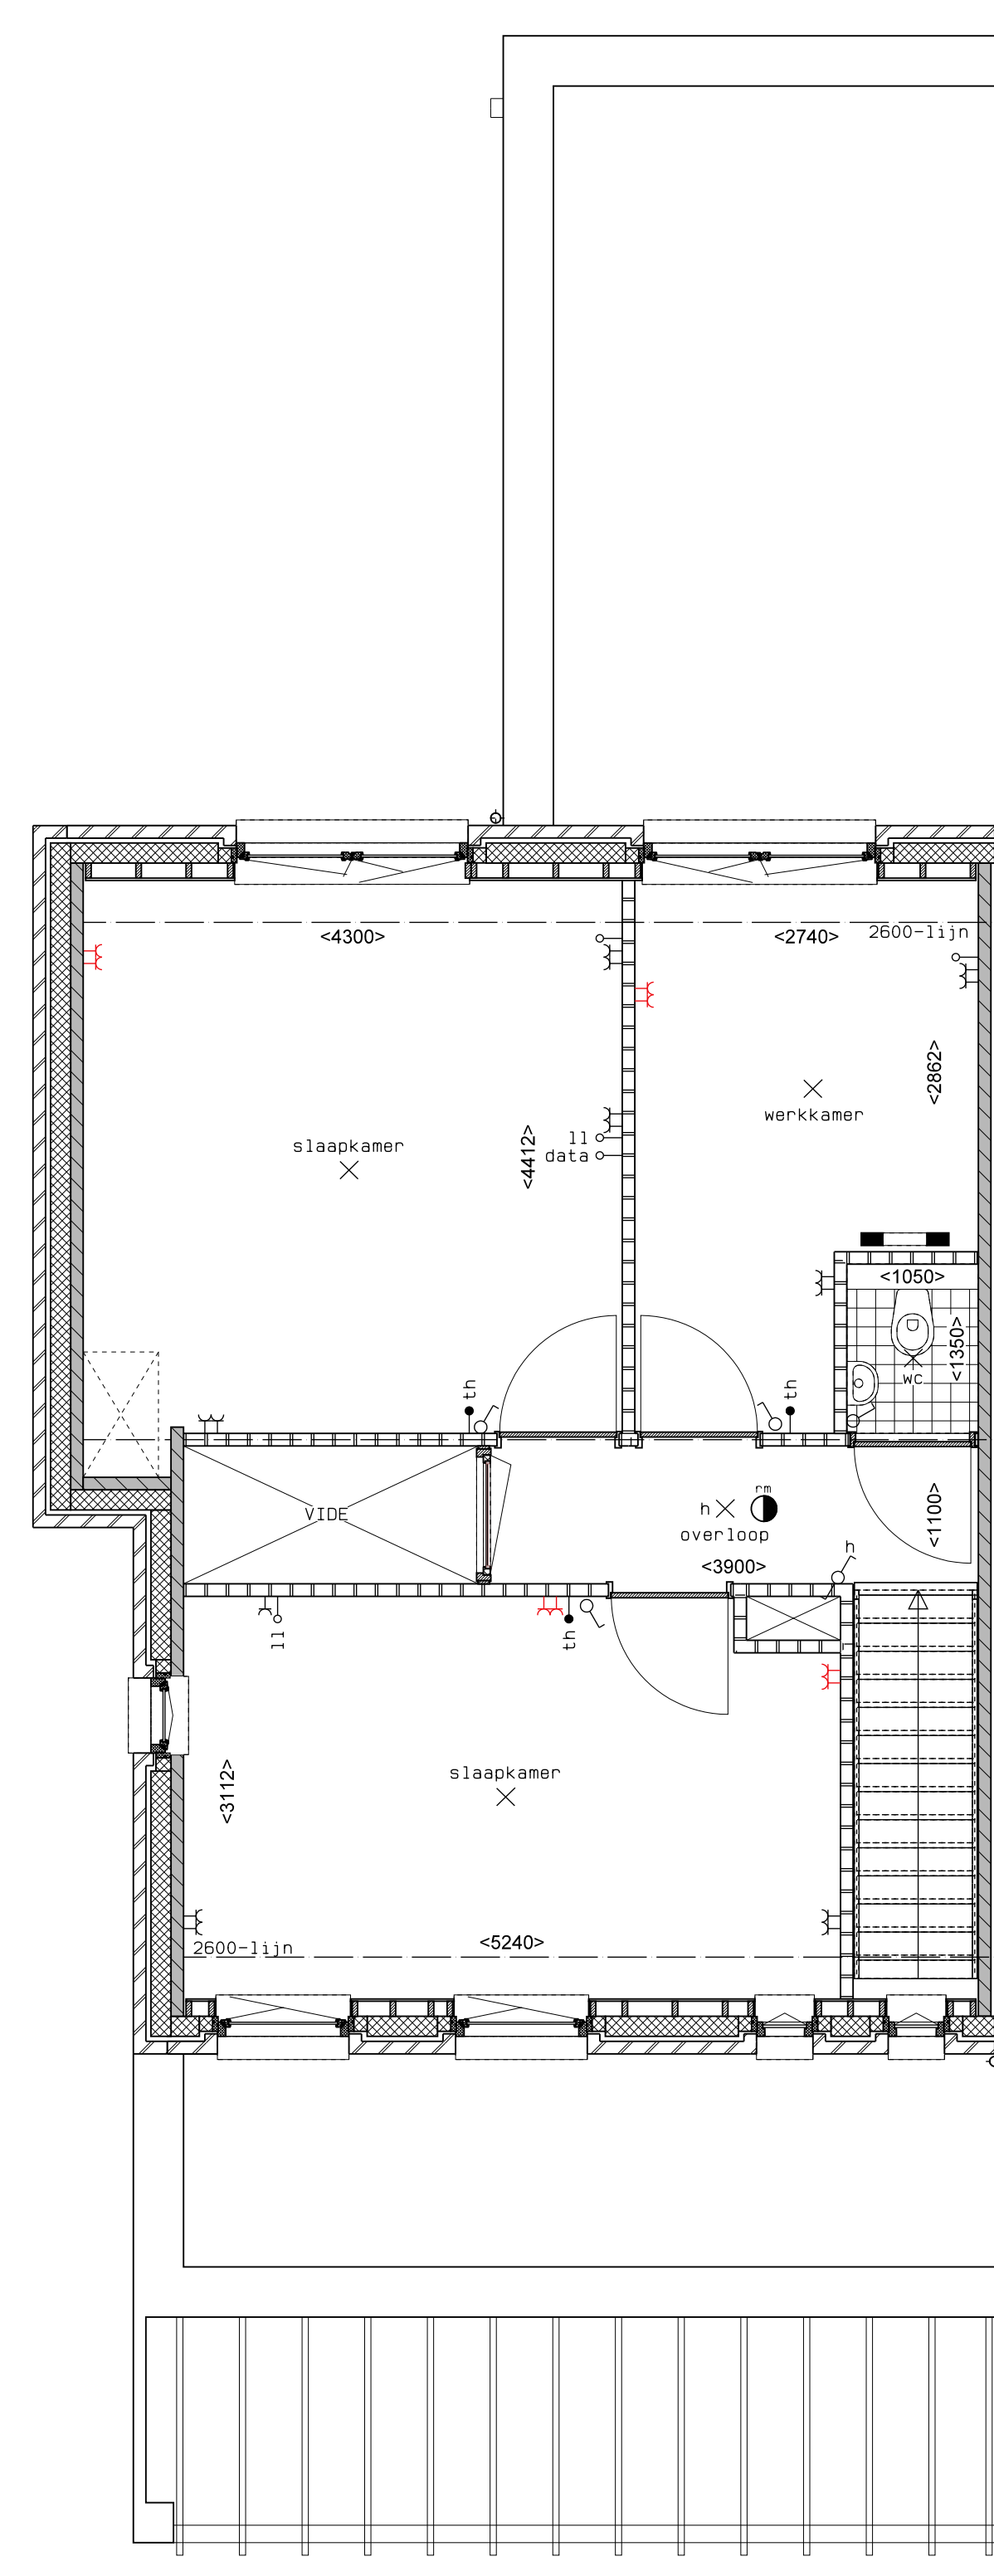 <4300>
<2740>
2600-lijn
<2862>
werkkamer
slaapkamer
<4412>
ll
data
<1050>
<1350>
wc
th
th
VIDE
rm
h
overloop
<1100>
<3900>
h
ll
th
slaapkamer
<3112>
2600-lijn
<5240>